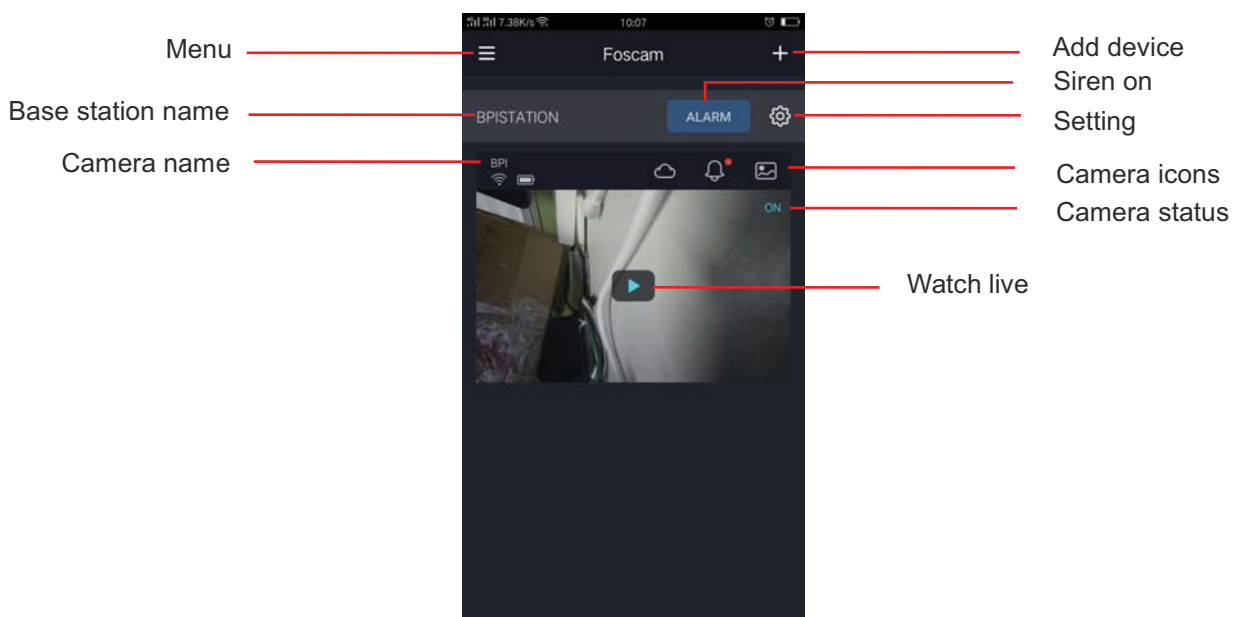 7.38K/s 10:07
Menu
Foscam
Add device
Siren on
Base station name
BPISTATION
ALARM
Setting
Camera name
BPI
Camera icons
ON
Camera status
Watch live